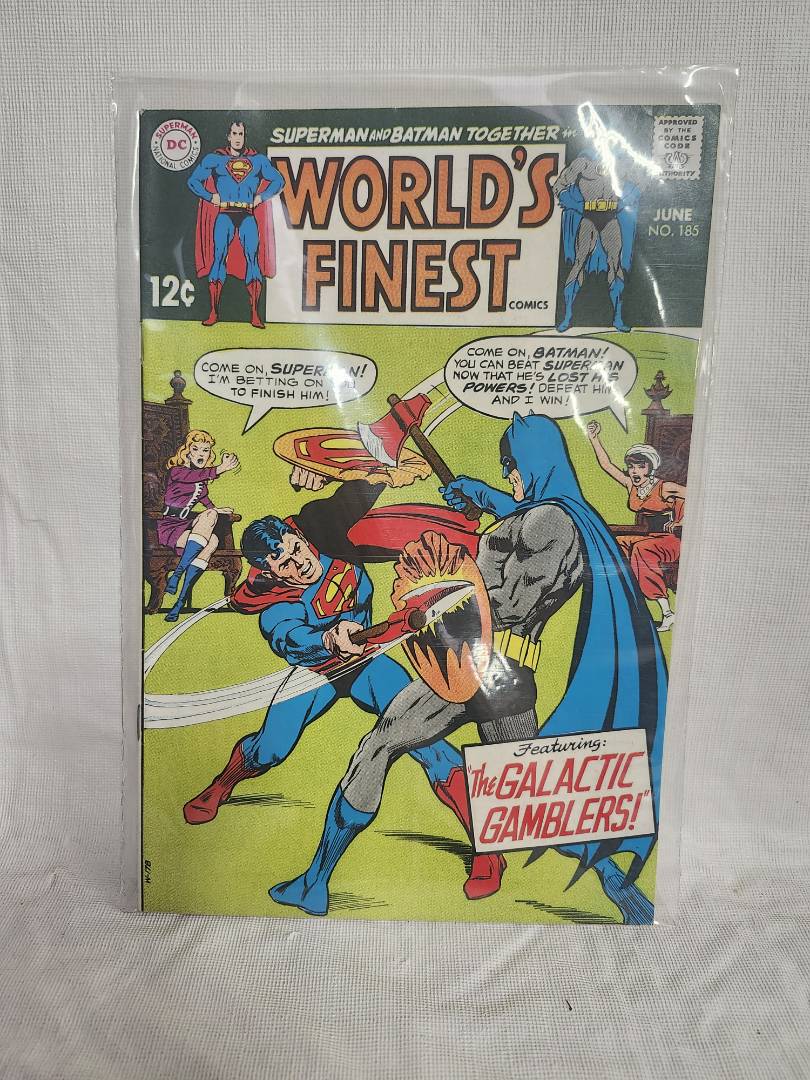 SUPERMAN
DC
NATIONAL COMICS
SUPERMAN AND BATMAN TOGETHER in
WORLD'S
FINEST
COMICS
APPROVED
BY THE
COMICS
CODE
AUTHORITY
JUNE
NO. 185
12¢
COME ON, SUPERMAN!
I'M BETTING ON YOU
TO FINISH HIM!
COME ON, BATMAN!
YOU CAN BEAT SUPERMAN
NOW THAT HE'S LOST HIS
POWERS! DEFEAT HIM
AND I WIN!
S
Featuring:
"The GALACTIC
GAMBLERS!"
W-178